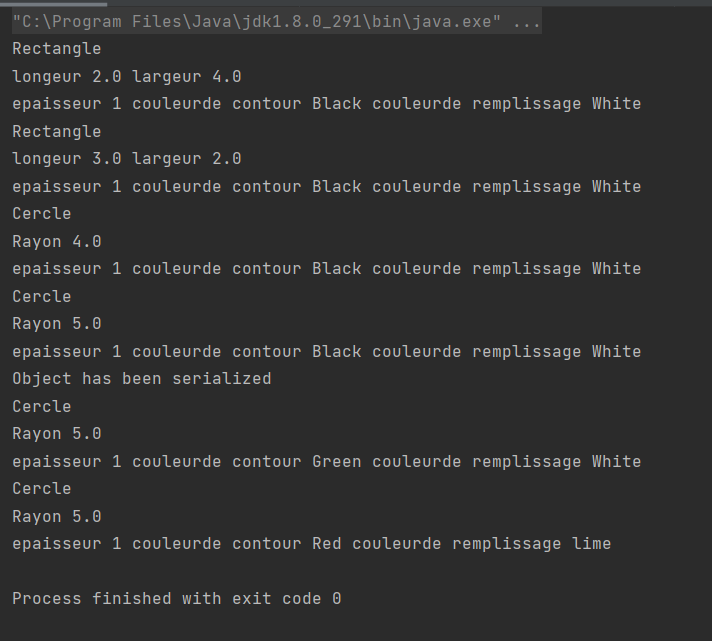 "C:\Program Files\Java\jdk1.8.0_291\bin\java.exe" ...
Rectangle
longeur 2.0 largeur 4.0
epaisseur 1 couleurde contour Black couleurde remplissage White
Rectangle
longeur 3.0 largeur 2.0
epaisseur 1 couleurde contour Black couleurde remplissage White
Cercle
Rayon 4.0
epaisseur 1 couleurde contour Black couleurde remplissage White
Cercle
Rayon 5.0
epaisseur 1 couleurde contour Black couleurde remplissage White
Object has been serialized
Cercle
Rayon 5.0
epaisseur 1 couleurde contour Green couleurde remplissage White
Cercle
Rayon 5.0
epaisseur 1 couleurde contour Red couleurde remplissage lime
Process finished with exit code 0